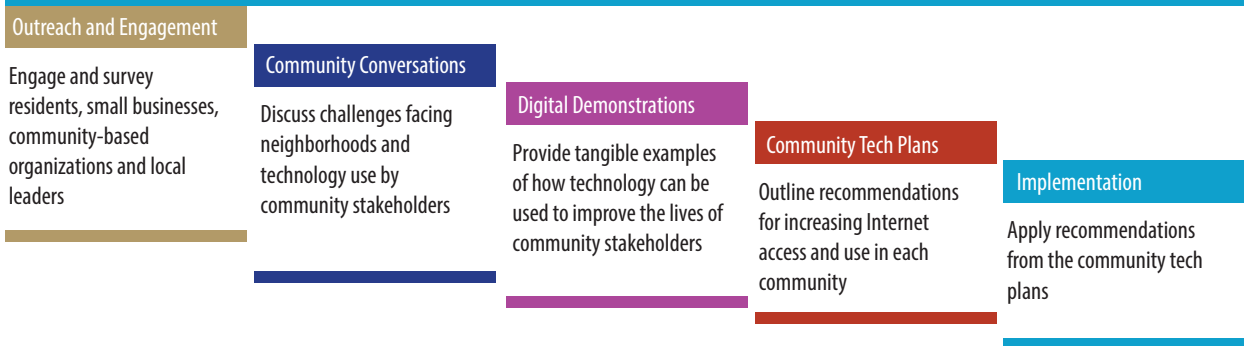 Outreach and Engagement
Engage and survey
residents, small businesses,
community-based
organizations and local
leaders
Community Conversations
Discuss challenges facing
neighborhoods and
technology use by
community stakeholders
Digital Demonstrations
Provide tangible examples
of how technology can be
used to improve the lives of
community stakeholders
Community Tech Plans
Outline recommendations
for increasing Internet
access and use in each
community
Implementation
Apply recommendations
from the community tech
plans